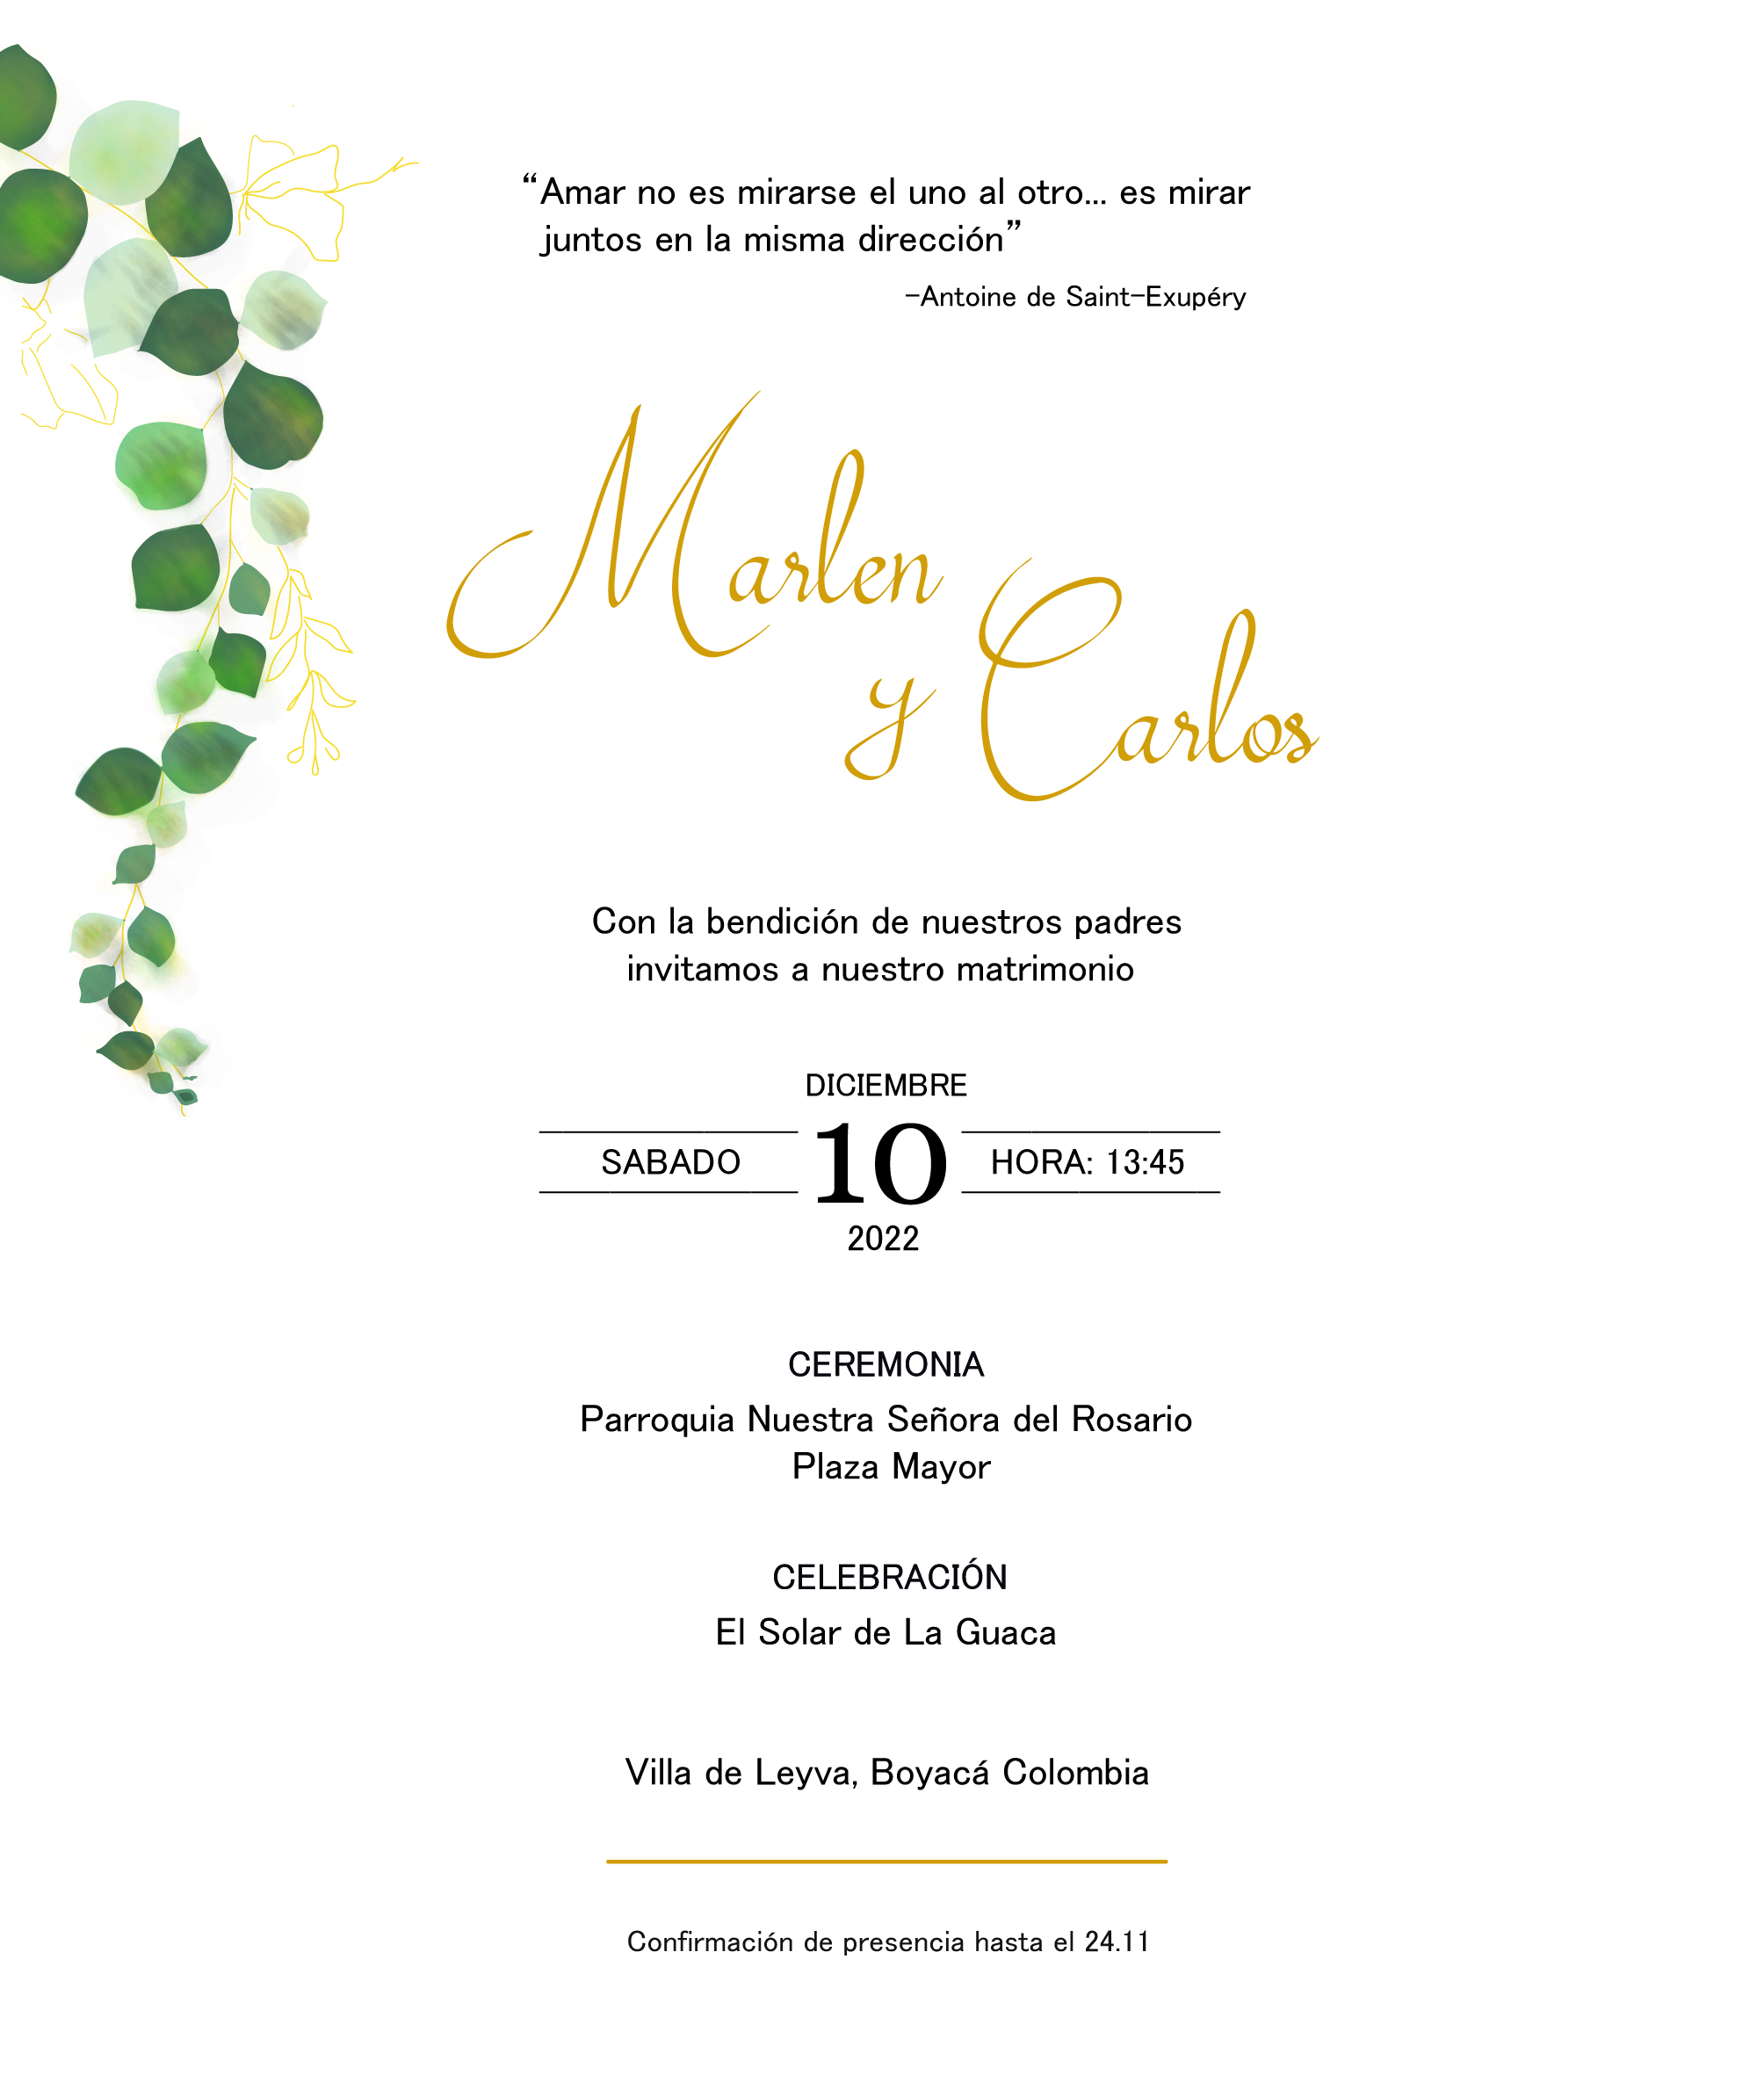 “Amar no es mirarse el uno al otro... es mirar
juntos en la misma dirección”
-Antoine de Saint-Exupéry
Marlen
y Carlos
Con la bendición de nuestros padres
invitamos a nuestro matrimonio
DICIEMBRE
SABADO 10 HORA: 13:45
2022
CEREMONIA
Parroquia Nuestra Señora del Rosario
Plaza Mayor
CELEBRACIÓN
El Solar de La Guaca
Villa de Leyva, Boyacá Colombia
Confirmación de presencia hasta el 24.11